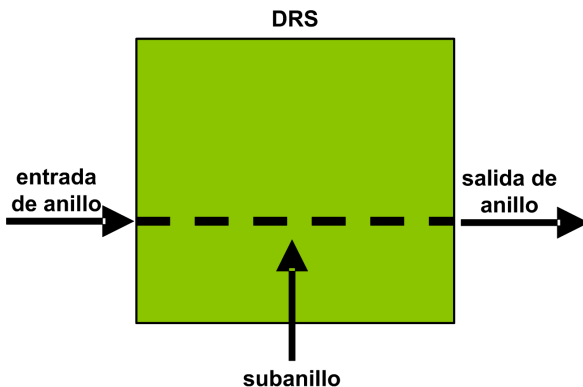 DRS
entrada
de anillo
salida de
anillo
subanillo